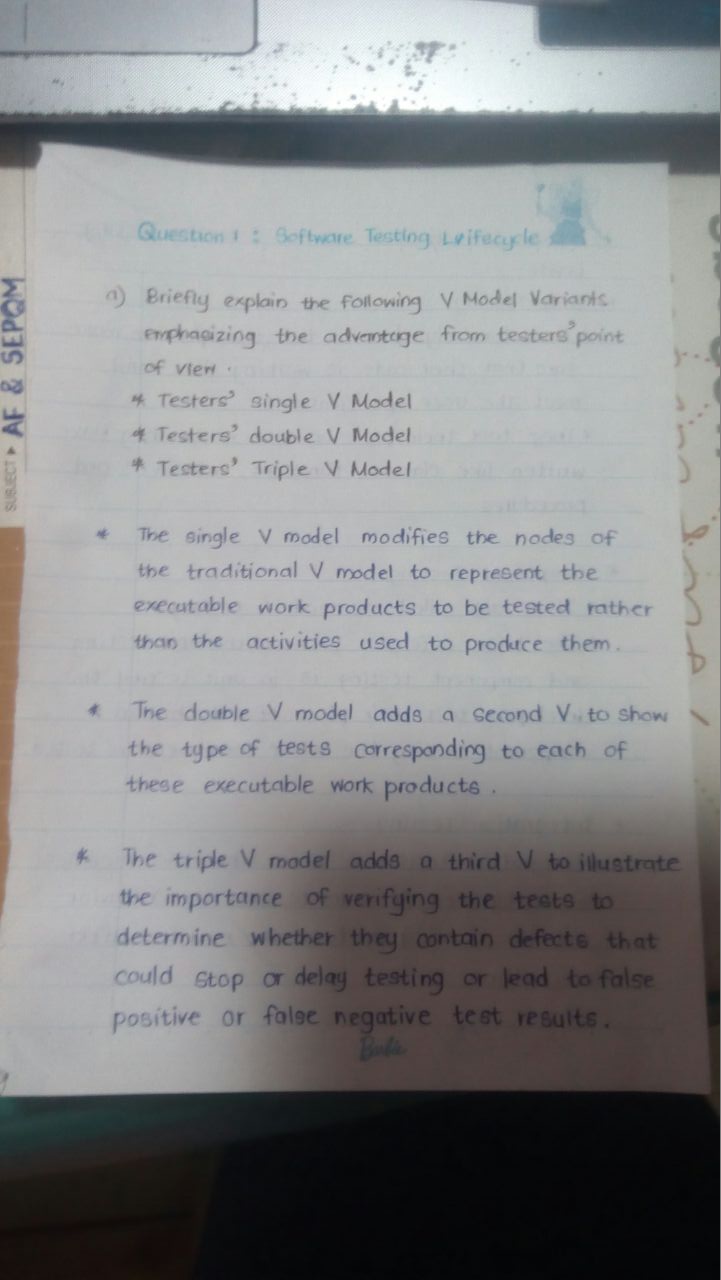 Question 1 : Software Testing Lifecycle
a) Briefly explain the following V Model Variants
emphasizing the advantage from testers' point
of view.
* Testers' single V Model
* Testers' double V Model
* Testers' Triple V Model
* The single V model modifies the nodes of
the traditional V model to represent the
executable work products to be tested rather
than the activities used to produce them.
* The double V model adds a second V to show
the type of tests corresponding to each of
these executable work products.
* The triple V model adds a third V to illustrate
the importance of verifying the tests to
determine whether they contain defects that
could stop or delay testing or lead to false
positive or false negative test results.
Barbie
SUBJECT ▸ AF & SEPQM